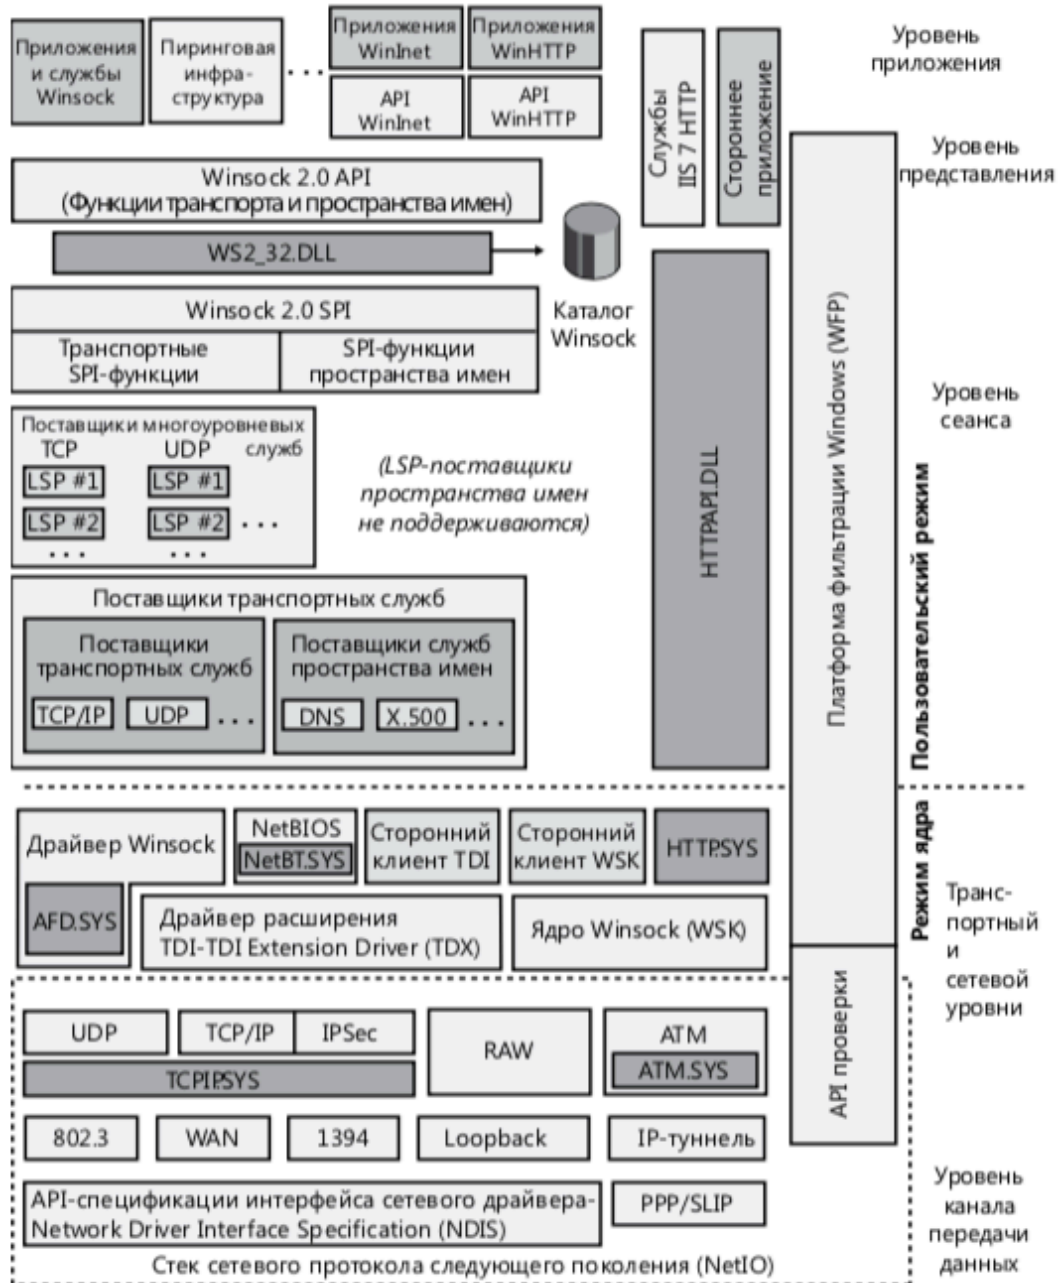 Приложения
и службы
Winsock
Пиринговая
инфра-
структура
...
Приложения
WinInet
API
WinInet
Приложения
WinHTTP
API
WinHTTP
Службы
IIS 7 HTTP
Стороннее
приложение
Уровень
приложения
Winsock 2.0 API
(Функции транспорта и пространства имен)
WS2_32.DLL
Каталог
Winsock
Уровень
представления
Winsock 2.0 SPI
Транспортные
SPI-функции
SPI-функции
пространства имен
HTTPAPI.DLL
Платформа фильтрации Windows (WFP)
Уровень
сеанса
Поставщики многоуровневых
TCP
UDP
служб
LSP #1
LSP #1
LSP #2
LSP #2
...
...
...
(LSP-поставщики
пространства имен
не поддерживаются)
Пользовательский режим
Поставщики транспортных служб
Поставщики
транспортных служб
TCP/IP
UDP
...
Поставщики служб
пространства имен
DNS
X.500
...
Драйвер Winsock
AFD.SYS
NetBIOS
NetBT.SYS
Сторонний
клиент TDI
Сторонний
клиент WSK
HTTP.SYS
Режим ядра
Драйвер расширения
TDI-TDI Extension Driver (TDX)
Ядро Winsock (WSK)
Транс-
портный
и
сетевой
уровни
UDP
TCP/IP
IPSec
TCPIP.SYS
RAW
ATM
ATM.SYS
API проверки
802.3
WAN
1394
Loopback
IP-туннель
API-спецификации интерфейса сетевого драйвера-
Network Driver Interface Specification (NDIS)
PPP/SLIP
Уровень
канала
передачи
данных
Стек сетевого протокола следующего поколения (NetIO)